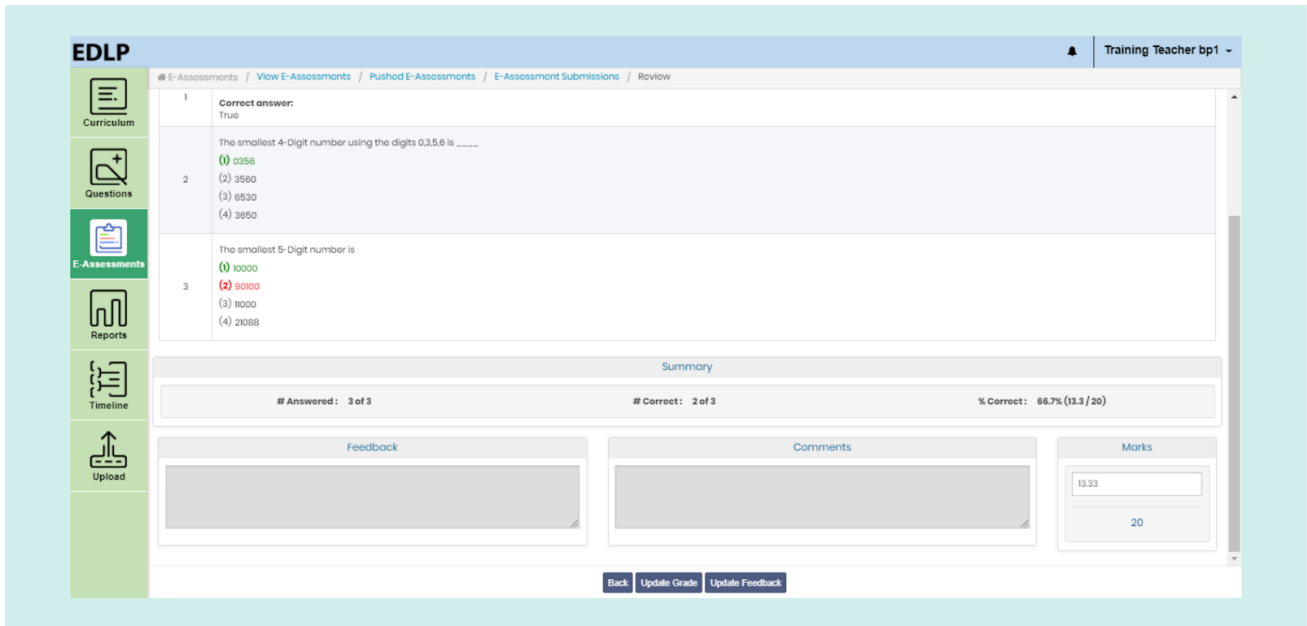 EDLP
Training Teacher bp1
E-Assessments / View E-Assessments / Pushed E-Assessments / E-Assessment Submissions / Review
Curriculum
Questions
E-Assessments
Reports
Timeline
Upload
1
Correct answer:
True
2
The smallest 4-Digit number using the digits 0,3,5,6 is ____
(1) 0356
(2) 3560
(3) 6530
(4) 3650
3
The smallest 5-Digit number is
(1) 10000
(2) 90100
(3) 11000
(4) 21088
Summary
# Answered : 3 of 3
# Correct : 2 of 3
% Correct : 66.7% (13.3 / 20)
Feedback
Comments
Marks
13.33
20
Back
Update Grade
Update Feedback